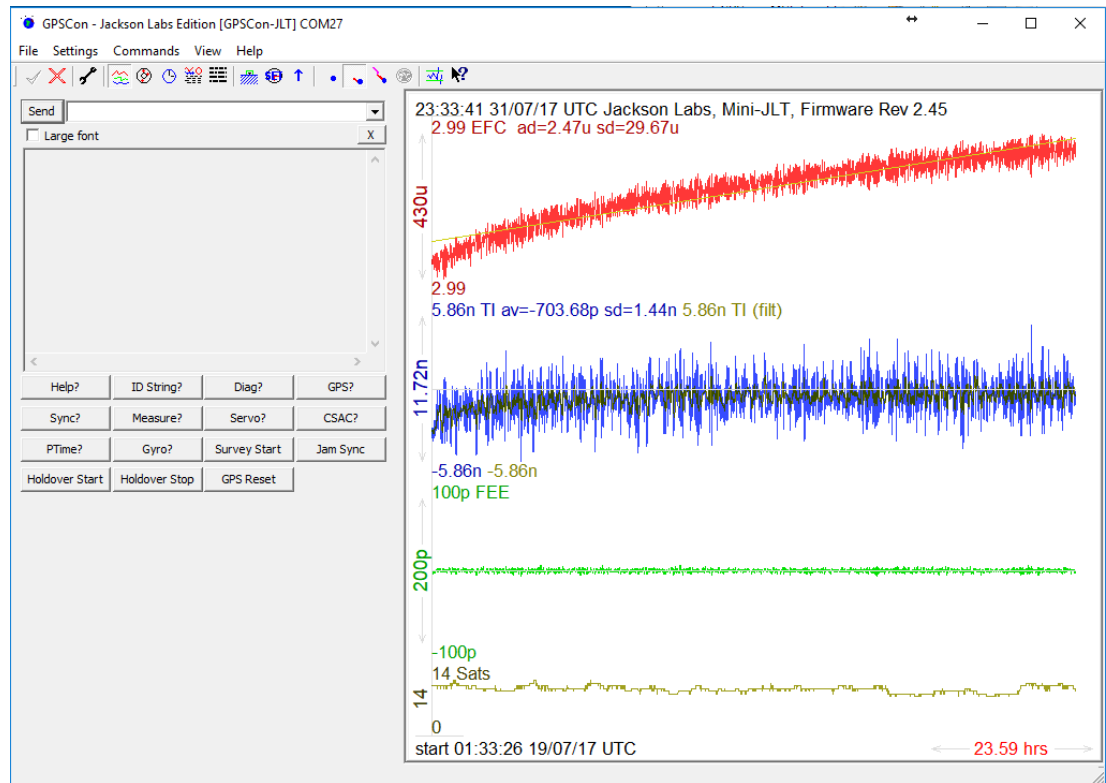 GPSCon - Jackson Labs Edition [GPSCon-JLT] COM27
File Settings Commands View Help
Send
Large font X
Help? ID String? Diag? GPS?
Sync? Measure? Servo? CSAC?
PTime? Gyro? Survey Start Jam Sync
Holdover Start Holdover Stop GPS Reset
23:33:41 31/07/17 UTC Jackson Labs, Mini-JLT, Firmware Rev 2.45
2.99 EFC ad=2.47u sd=29.67u
430u
2.99
5.86n TI av=-703.68p sd=1.44n 5.86n TI (filt)
11.72n
-5.86n -5.86n
100p FEE
200p
-100p
14 Sats
14
0
start 01:33:26 19/07/17 UTC
23.59 hrs